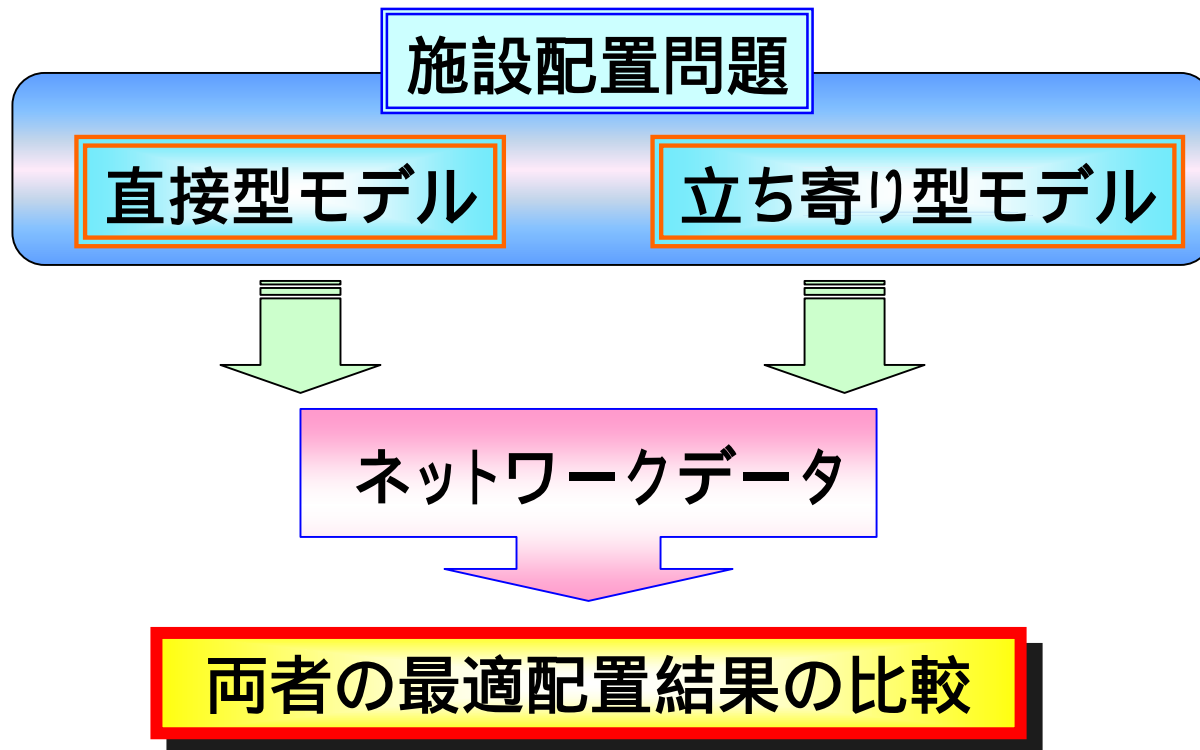 施設配置問題
直接型モデル
立ち寄り型モデル
ネットワークデータ
両者の最適配置結果の比較